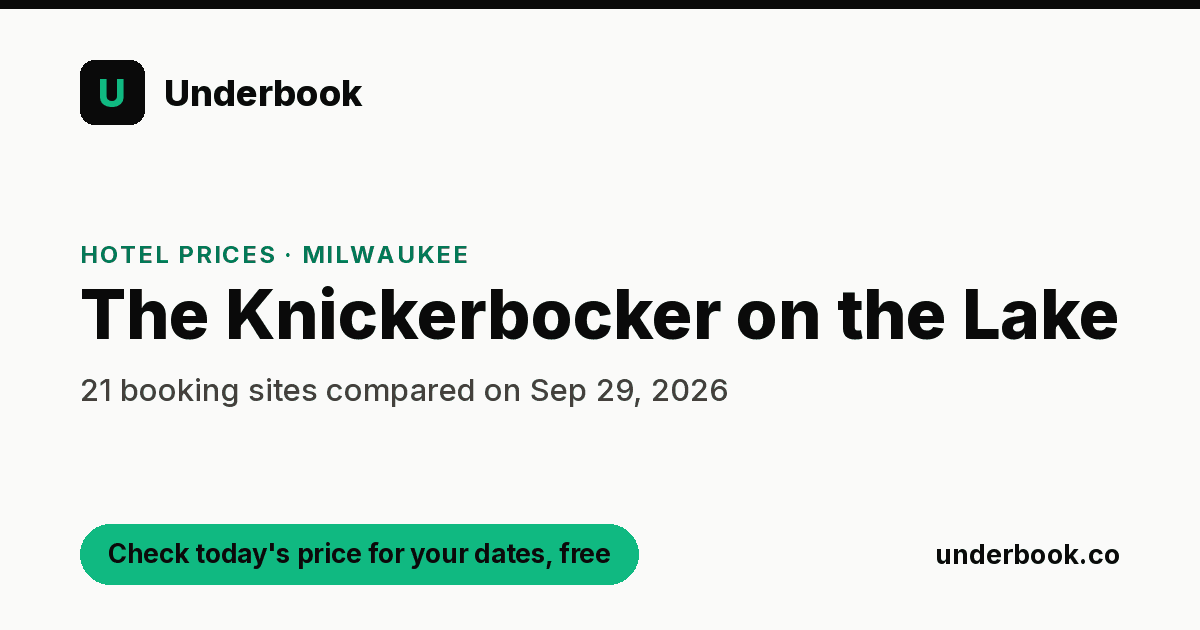 U Underbook
HOTEL PRICES · MILWAUKEE
The Knickerbocker on the Lake
21 booking sites compared on Sep 29, 2026
Check today's price for your dates, free
underbook.co